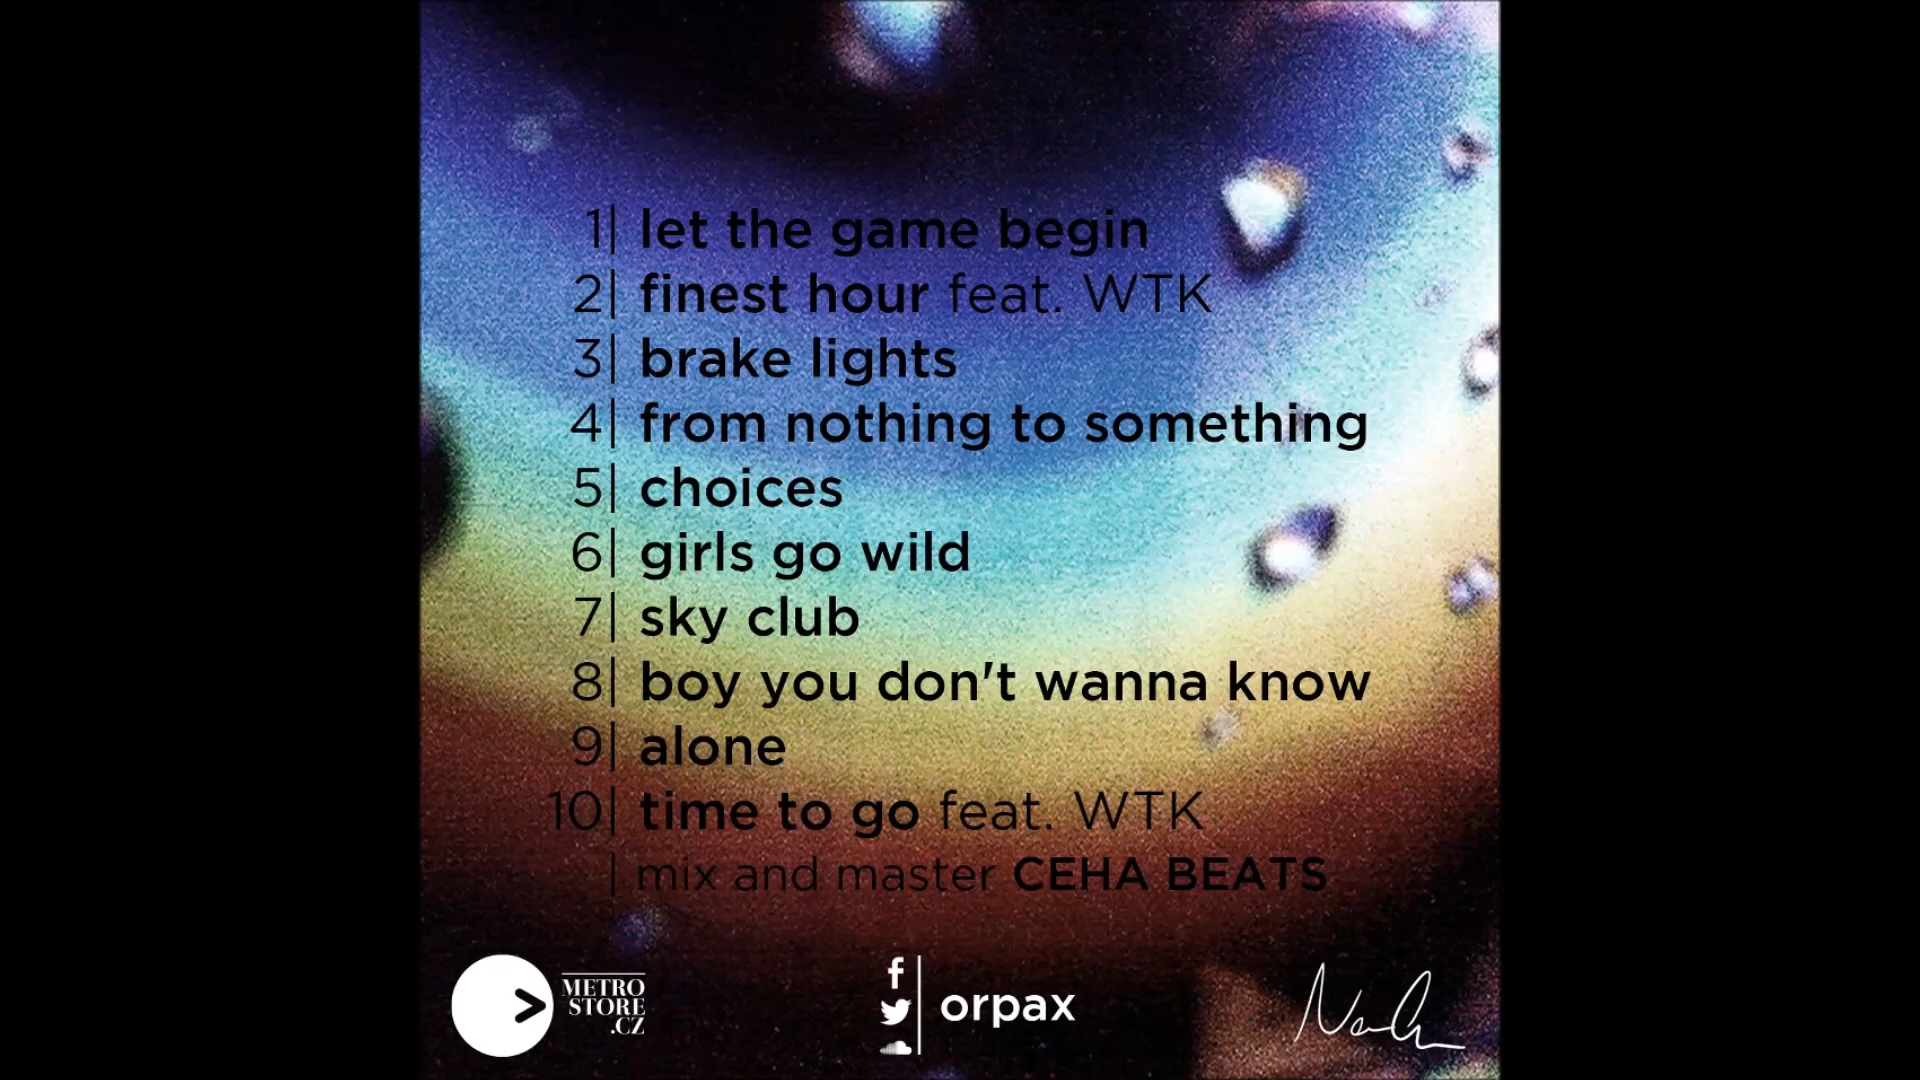 1| let the game begin
2| finest hour feat. WTK
3| brake lights
4| from nothing to something
5| choices
6| girls go wild
7| sky club
8| boy you don't wanna know
9| alone
10| time to go feat. WTK
| mix and master CEHA BEATS
METRO
STORE
.CZ
f
orpax